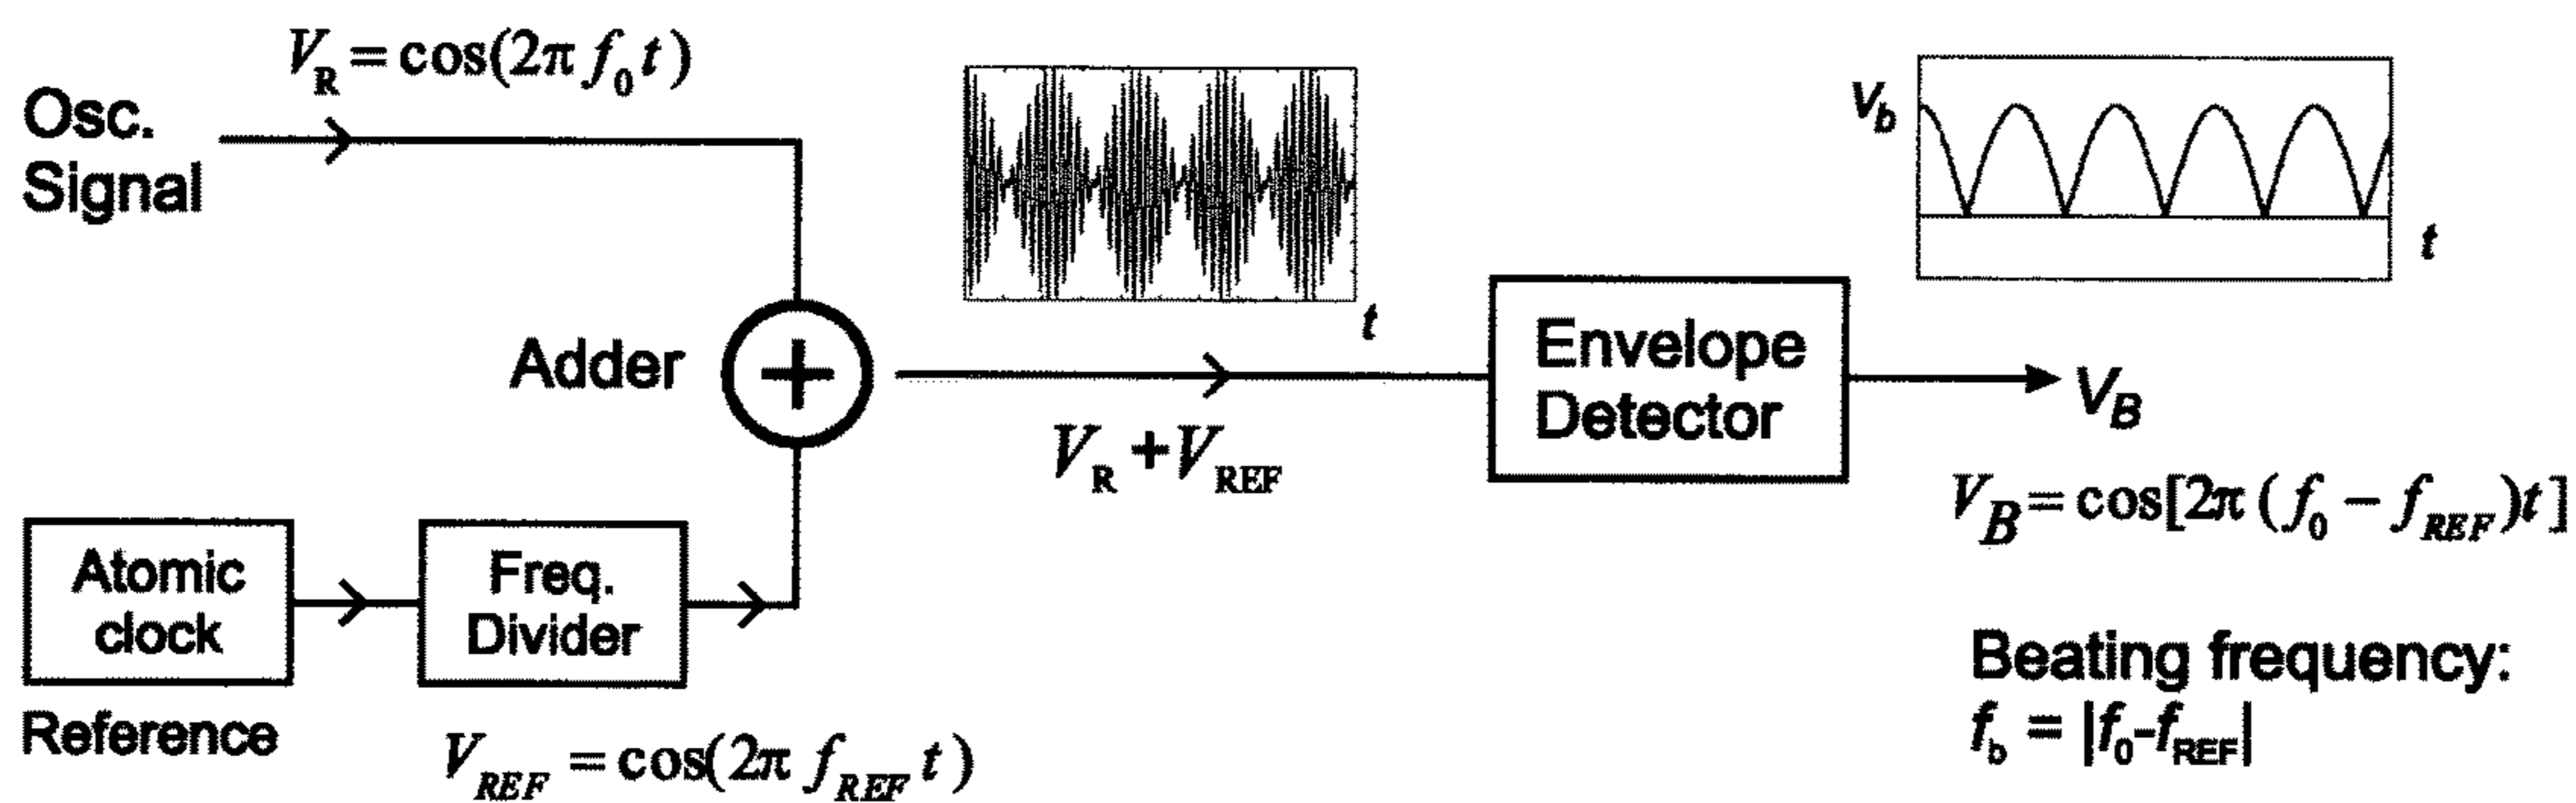 V_R = cos(2π f_0 t)
Osc.
Signal
Adder
+
t
V_R + V_REF
Envelope
Detector
V_b
t
V_B
V_B = cos[2π (f_0 − f_REF)t]
Atomic
clock
Freq.
Divider
Reference
V_REF = cos(2π f_REF t)
Beating frequency:
f_b = |f_0-f_REF|